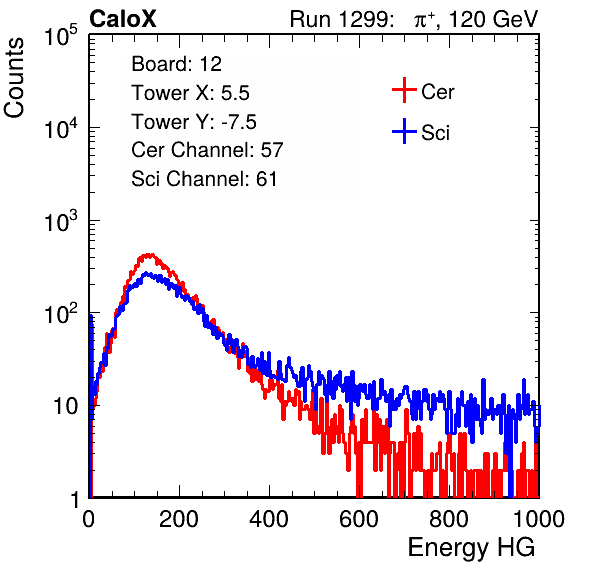 CaloX Run 1299: π⁺, 120 GeV
Counts
10⁵
10⁴
10³
10²
10
1
Board: 12
Tower X: 5.5
Tower Y: -7.5
Cer Channel: 57
Sci Channel: 61
Cer
Sci
0 200 400 600 800 1000
Energy HG